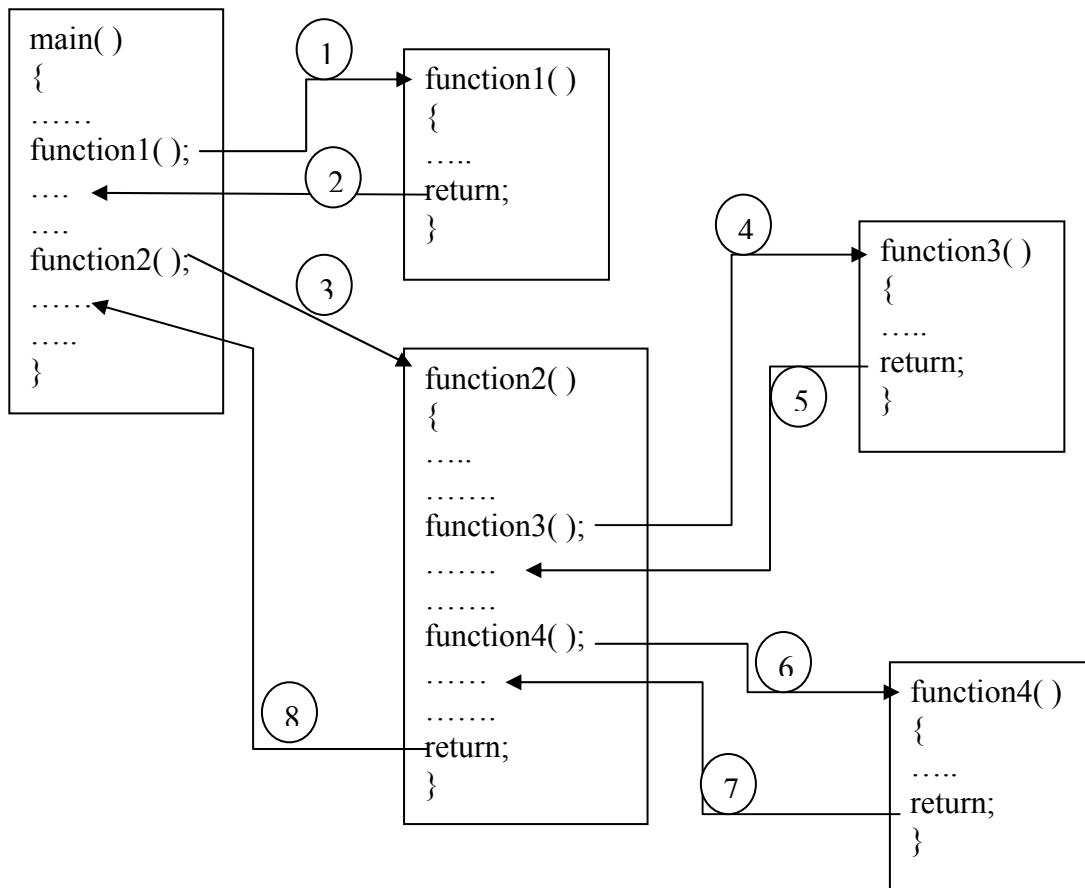 main( )
{
……
function1( );
….
….
function2( );
……
…..
}
1
function1( )
{
…..
return;
}
2
3
function2( )
{
…..
…….
function3( );
…….
…….
function4( );
……
…….
return;
}
4
function3( )
{
…..
return;
}
5
6
function4( )
{
…..
return;
}
7
8